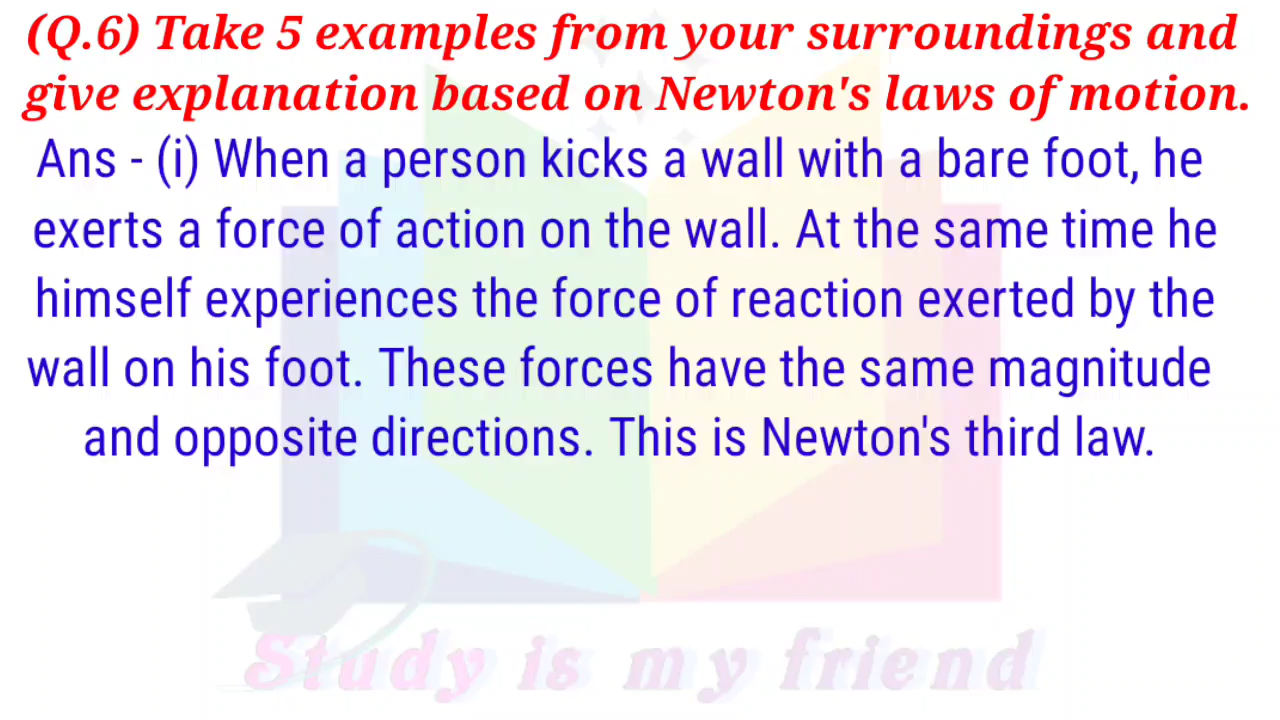 (Q.6) Take 5 examples from your surroundings and
give explanation based on Newton's laws of motion.
Ans - (i) When a person kicks a wall with a bare foot, he
exerts a force of action on the wall. At the same time he
himself experiences the force of reaction exerted by the
wall on his foot. These forces have the same magnitude
and opposite directions. This is Newton's third law.
Study is my friend